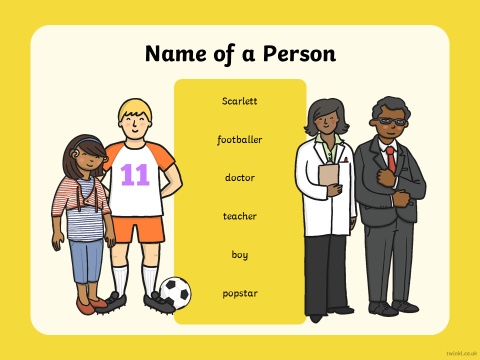 Name of a Person
Scarlett
footballer
11
doctor
teacher
boy
popstar
twinkl.co.uk